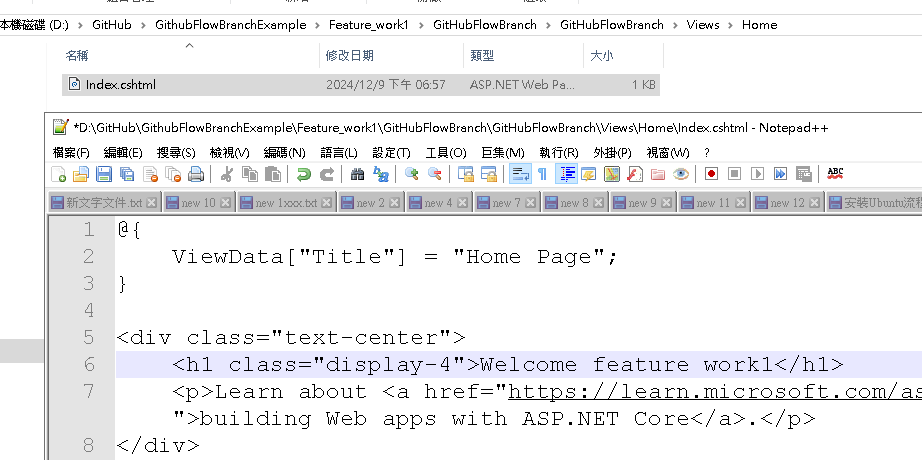 本機磁碟 (D:) > GitHub > GithubFlowBranchExample > Feature_work1 > GitHubFlowBranch > GitHubFlowBranch > Views > Home
名稱 修改日期 類型 大小
Index.cshtml 2024/12/9 下午 06:57 ASP.NET Web Pa... 1 KB
*D:\GitHub\GithubFlowBranchExample\Feature_work1\GitHubFlowBranch\GitHubFlowBranch\Views\Home\Index.cshtml - Notepad++
檔案(F) 編輯(E) 搜尋(S) 檢視(V) 編碼(N) 語言(L) 設定(T) 工具(O) 巨集(M) 執行(R) 外掛(P) 視窗(W) ?
ABC
新文字文件.txt new 10 new 1xxx.txt new 2 new 4 new 7 new 8 new 9 new 11 new 12 安裝Ubuntu流程
1 @{
2 ViewData["Title"] = "Home Page";
3 }
4
5 <div class="text-center">
6 <h1 class="display-4">Welcome feature work1</h1>
7 <p>Learn about <a href="https://learn.microsoft.com/as
">building Web apps with ASP.NET Core</a>.</p>
8 </div>